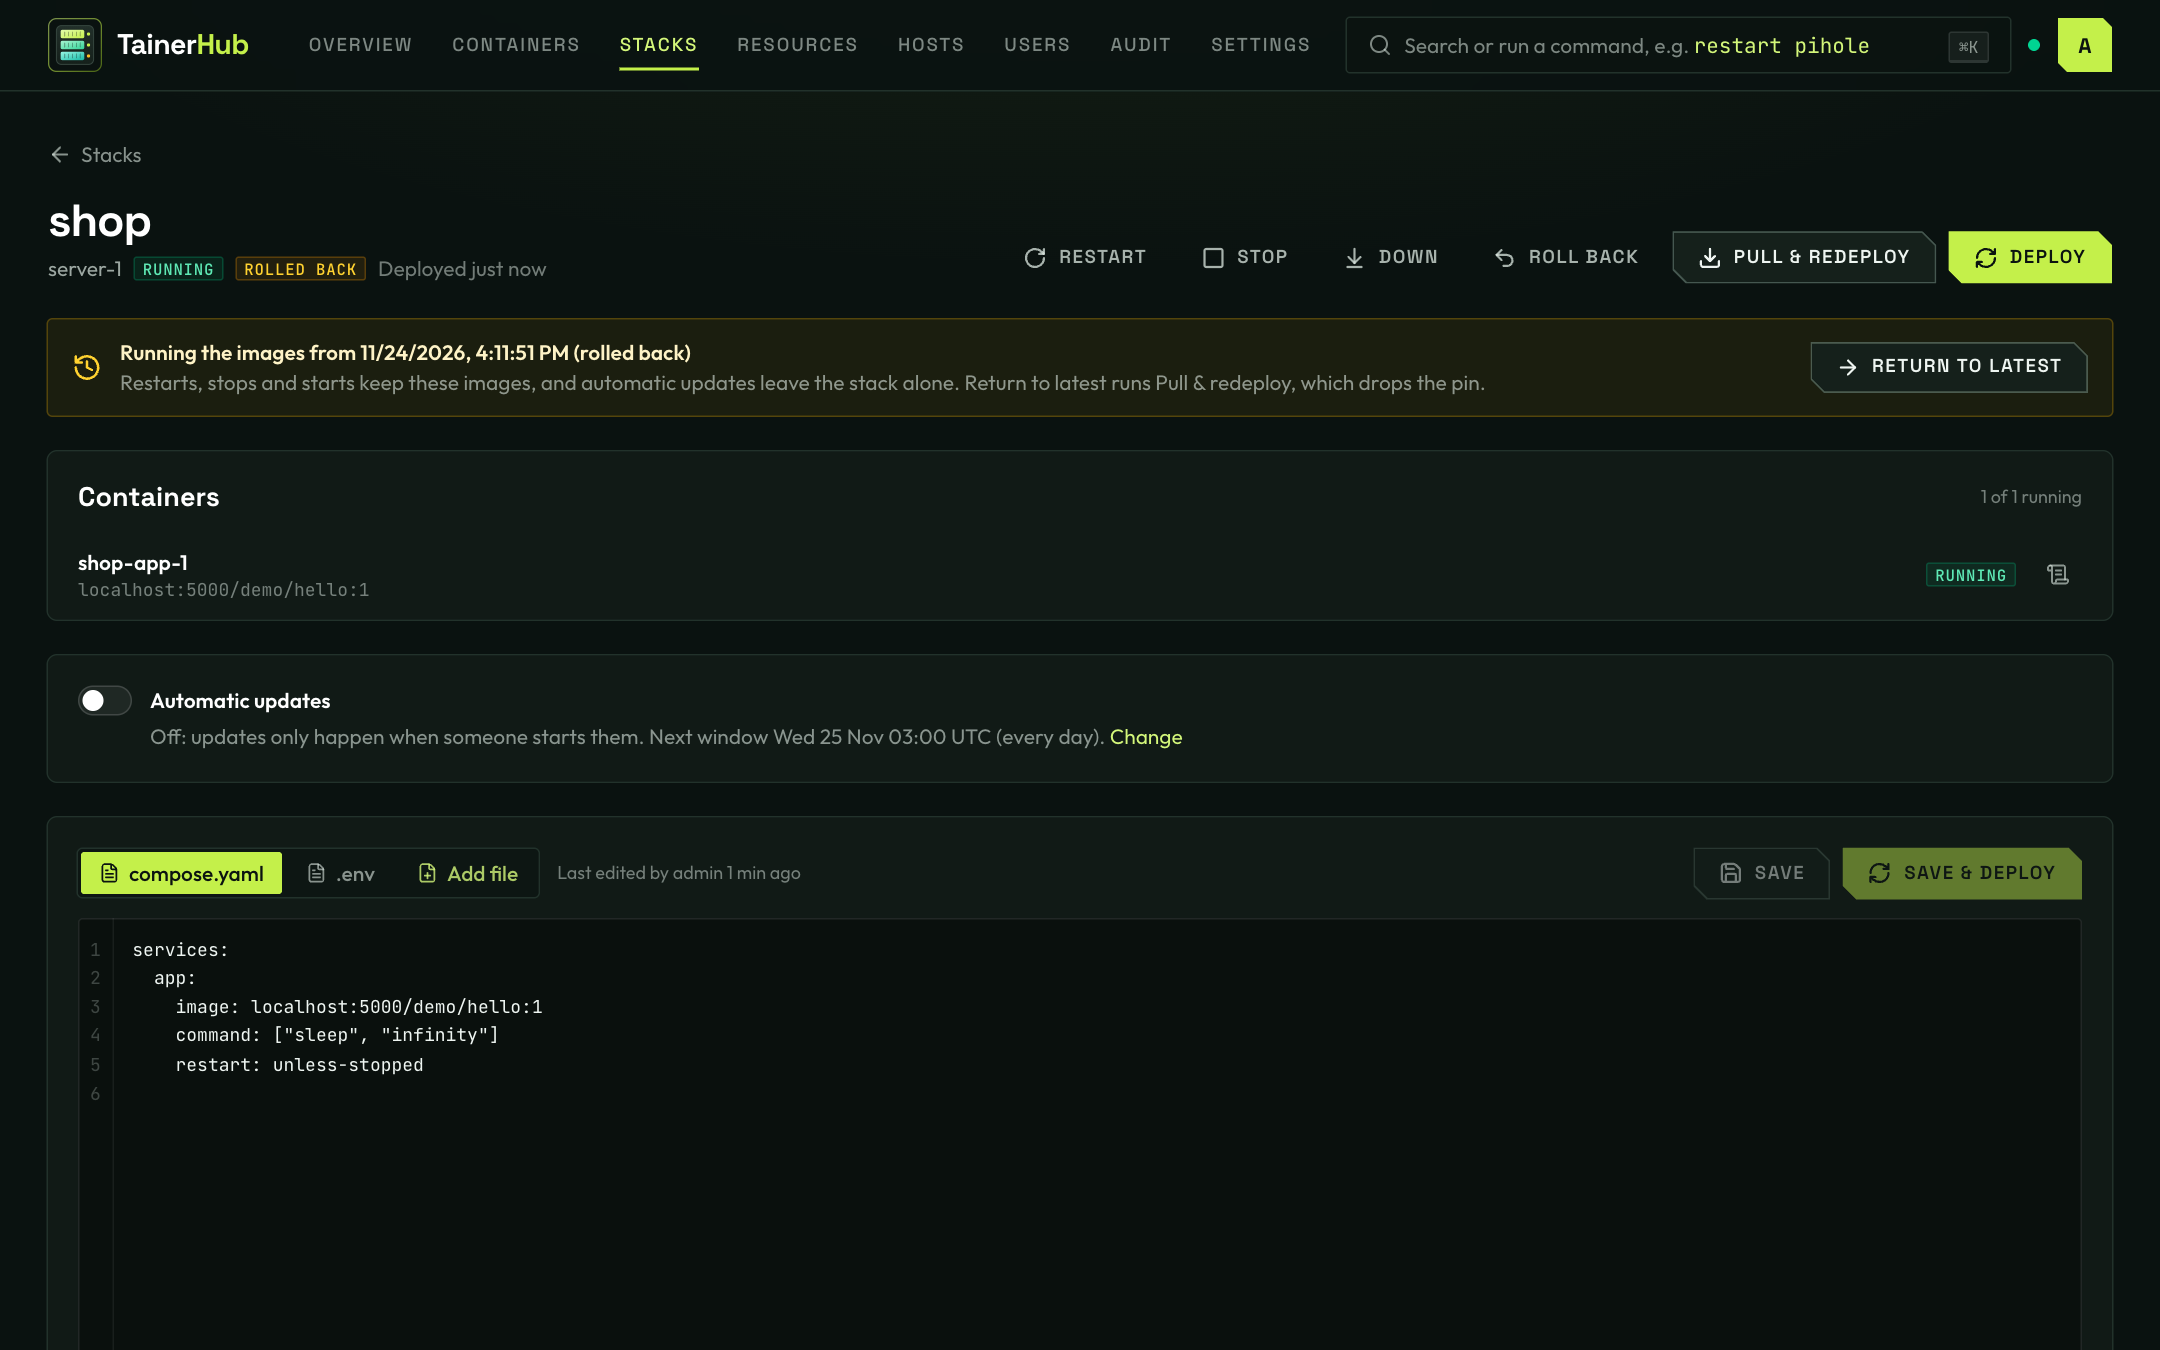 TainerHub OVERVIEW CONTAINERS STACKS RESOURCES HOSTS USERS AUDIT SETTINGS Search or run a command, e.g. restart pihole ⌘K A
Stacks
shop
server-1 RUNNING ROLLED BACK Deployed just now
RESTART STOP DOWN ROLL BACK PULL & REDEPLOY DEPLOY
Running the images from 11/24/2026, 4:11:51 PM (rolled back)
Restarts, stops and starts keep these images, and automatic updates leave the stack alone. Return to latest runs Pull & redeploy, which drops the pin.
RETURN TO LATEST
Containers 1 of 1 running
shop-app-1
localhost:5000/demo/hello:1
RUNNING
Automatic updates
Off: updates only happen when someone starts them. Next window Wed 25 Nov 03:00 UTC (every day). Change
compose.yaml .env Add file Last edited by admin 1 min ago SAVE SAVE & DEPLOY
1 services:
2   app:
3     image: localhost:5000/demo/hello:1
4     command: ["sleep", "infinity"]
5     restart: unless-stopped
6